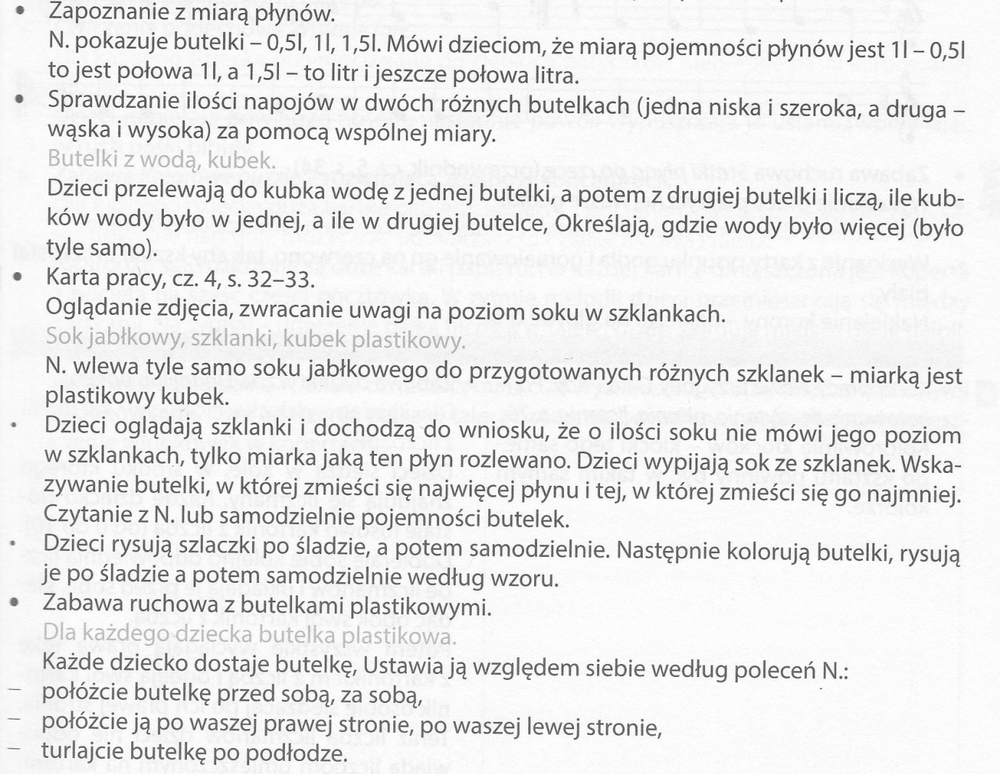 • Zapoznanie z miarą płynów.
N. pokazuje butelki – 0,5l, 1l, 1,5l. Mówi dzieciom, że miarą pojemności płynów jest 1l – 0,5l
to jest połowa 1l, a 1,5l – to litr i jeszcze połowa litra.
• Sprawdzanie ilości napojów w dwóch różnych butelkach (jedna niska i szeroka, a druga –
wąska i wysoka) za pomocą wspólnej miary.
Butelki z wodą, kubek.
Dzieci przelewają do kubka wodę z jednej butelki, a potem z drugiej butelki i liczą, ile kub-
ków wody było w jednej, a ile w drugiej butelce, Określają, gdzie wody było więcej (było
tyle samo).
• Karta pracy, cz. 4, s. 32–33.
Oglądanie zdjęcia, zwracanie uwagi na poziom soku w szklankach.
Sok jabłkowy, szklanki, kubek plastikowy.
N. wlewa tyle samo soku jabłkowego do przygotowanych różnych szklanek – miarką jest
plastikowy kubek.
• Dzieci oglądają szklanki i dochodzą do wniosku, że o ilości soku nie mówi jego poziom
w szklankach, tylko miarka jaką ten płyn rozlewano. Dzieci wypijają sok ze szklanek. Wska-
zywanie butelki, w której zmieści się najwięcej płynu i tej, w której zmieści się go najmniej.
Czytanie z N. lub samodzielnie pojemności butelek.
• Dzieci rysują szlaczki po śladzie, a potem samodzielnie. Następnie kolorują butelki, rysują
je po śladzie a potem samodzielnie według wzoru.
• Zabawa ruchowa z butelkami plastikowymi.
Dla każdego dziecka butelka plastikowa.
Każde dziecko dostaje butelkę, Ustawia ją względem siebie według poleceń N.:
– połóżcie butelkę przed sobą, za sobą,
– połóżcie ją po waszej prawej stronie, po waszej lewej stronie,
– turlajcie butelkę po podłodze.